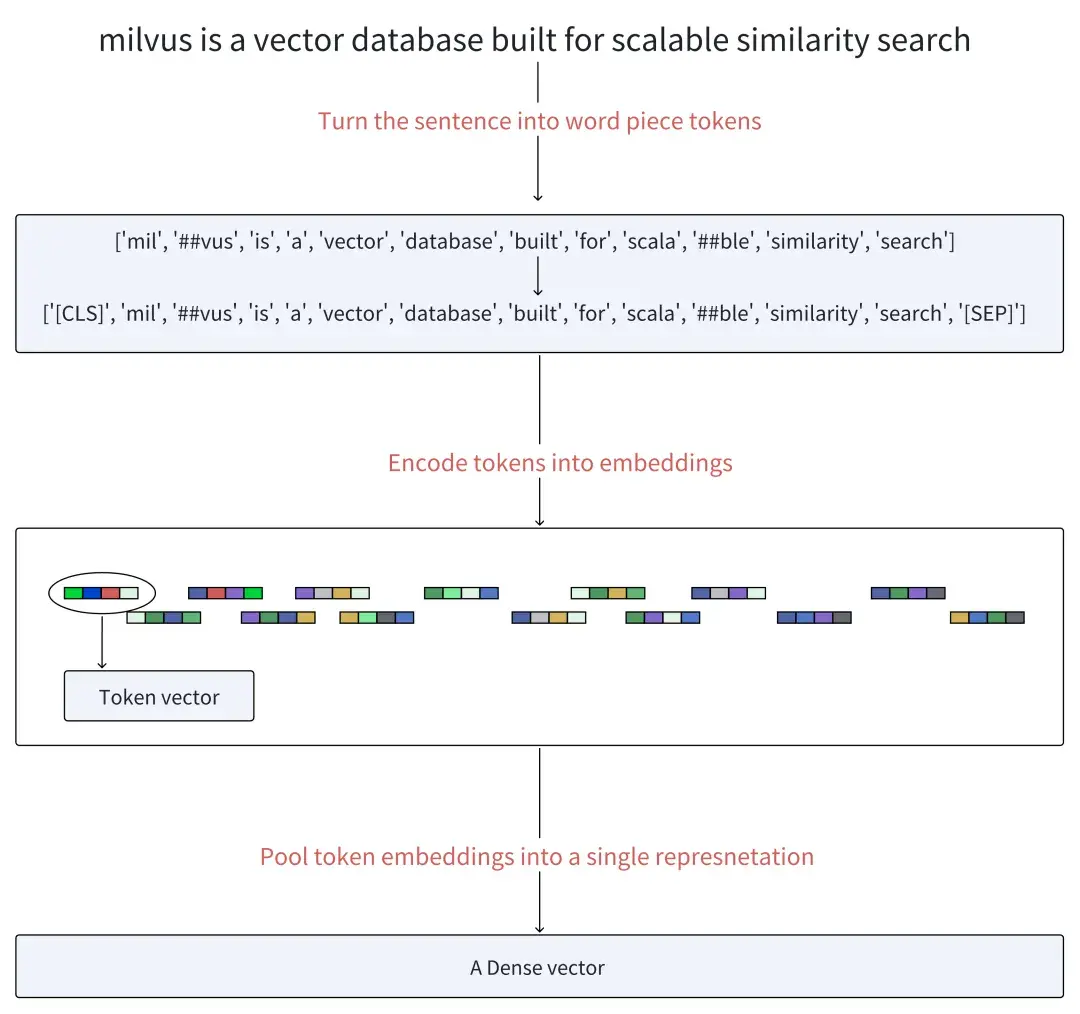 milvus is a vector database built for scalable similarity search
Turn the sentence into word piece tokens
['mil', '##vus', 'is', 'a', 'vector', 'database', 'built', 'for', 'scala', '##ble', 'similarity', 'search']
['[CLS]', 'mil', '##vus', 'is', 'a', 'vector', 'database', 'built', 'for', 'scala', '##ble', 'similarity', 'search', '[SEP]']
Encode tokens into embeddings
Token vector
Pool token embeddings into a single represnetation
A Dense vector